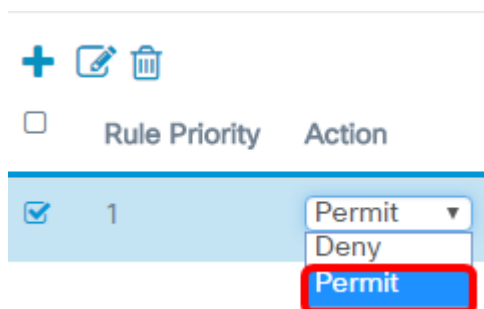 Rule Priority Action
1 Permit
Deny
Permit